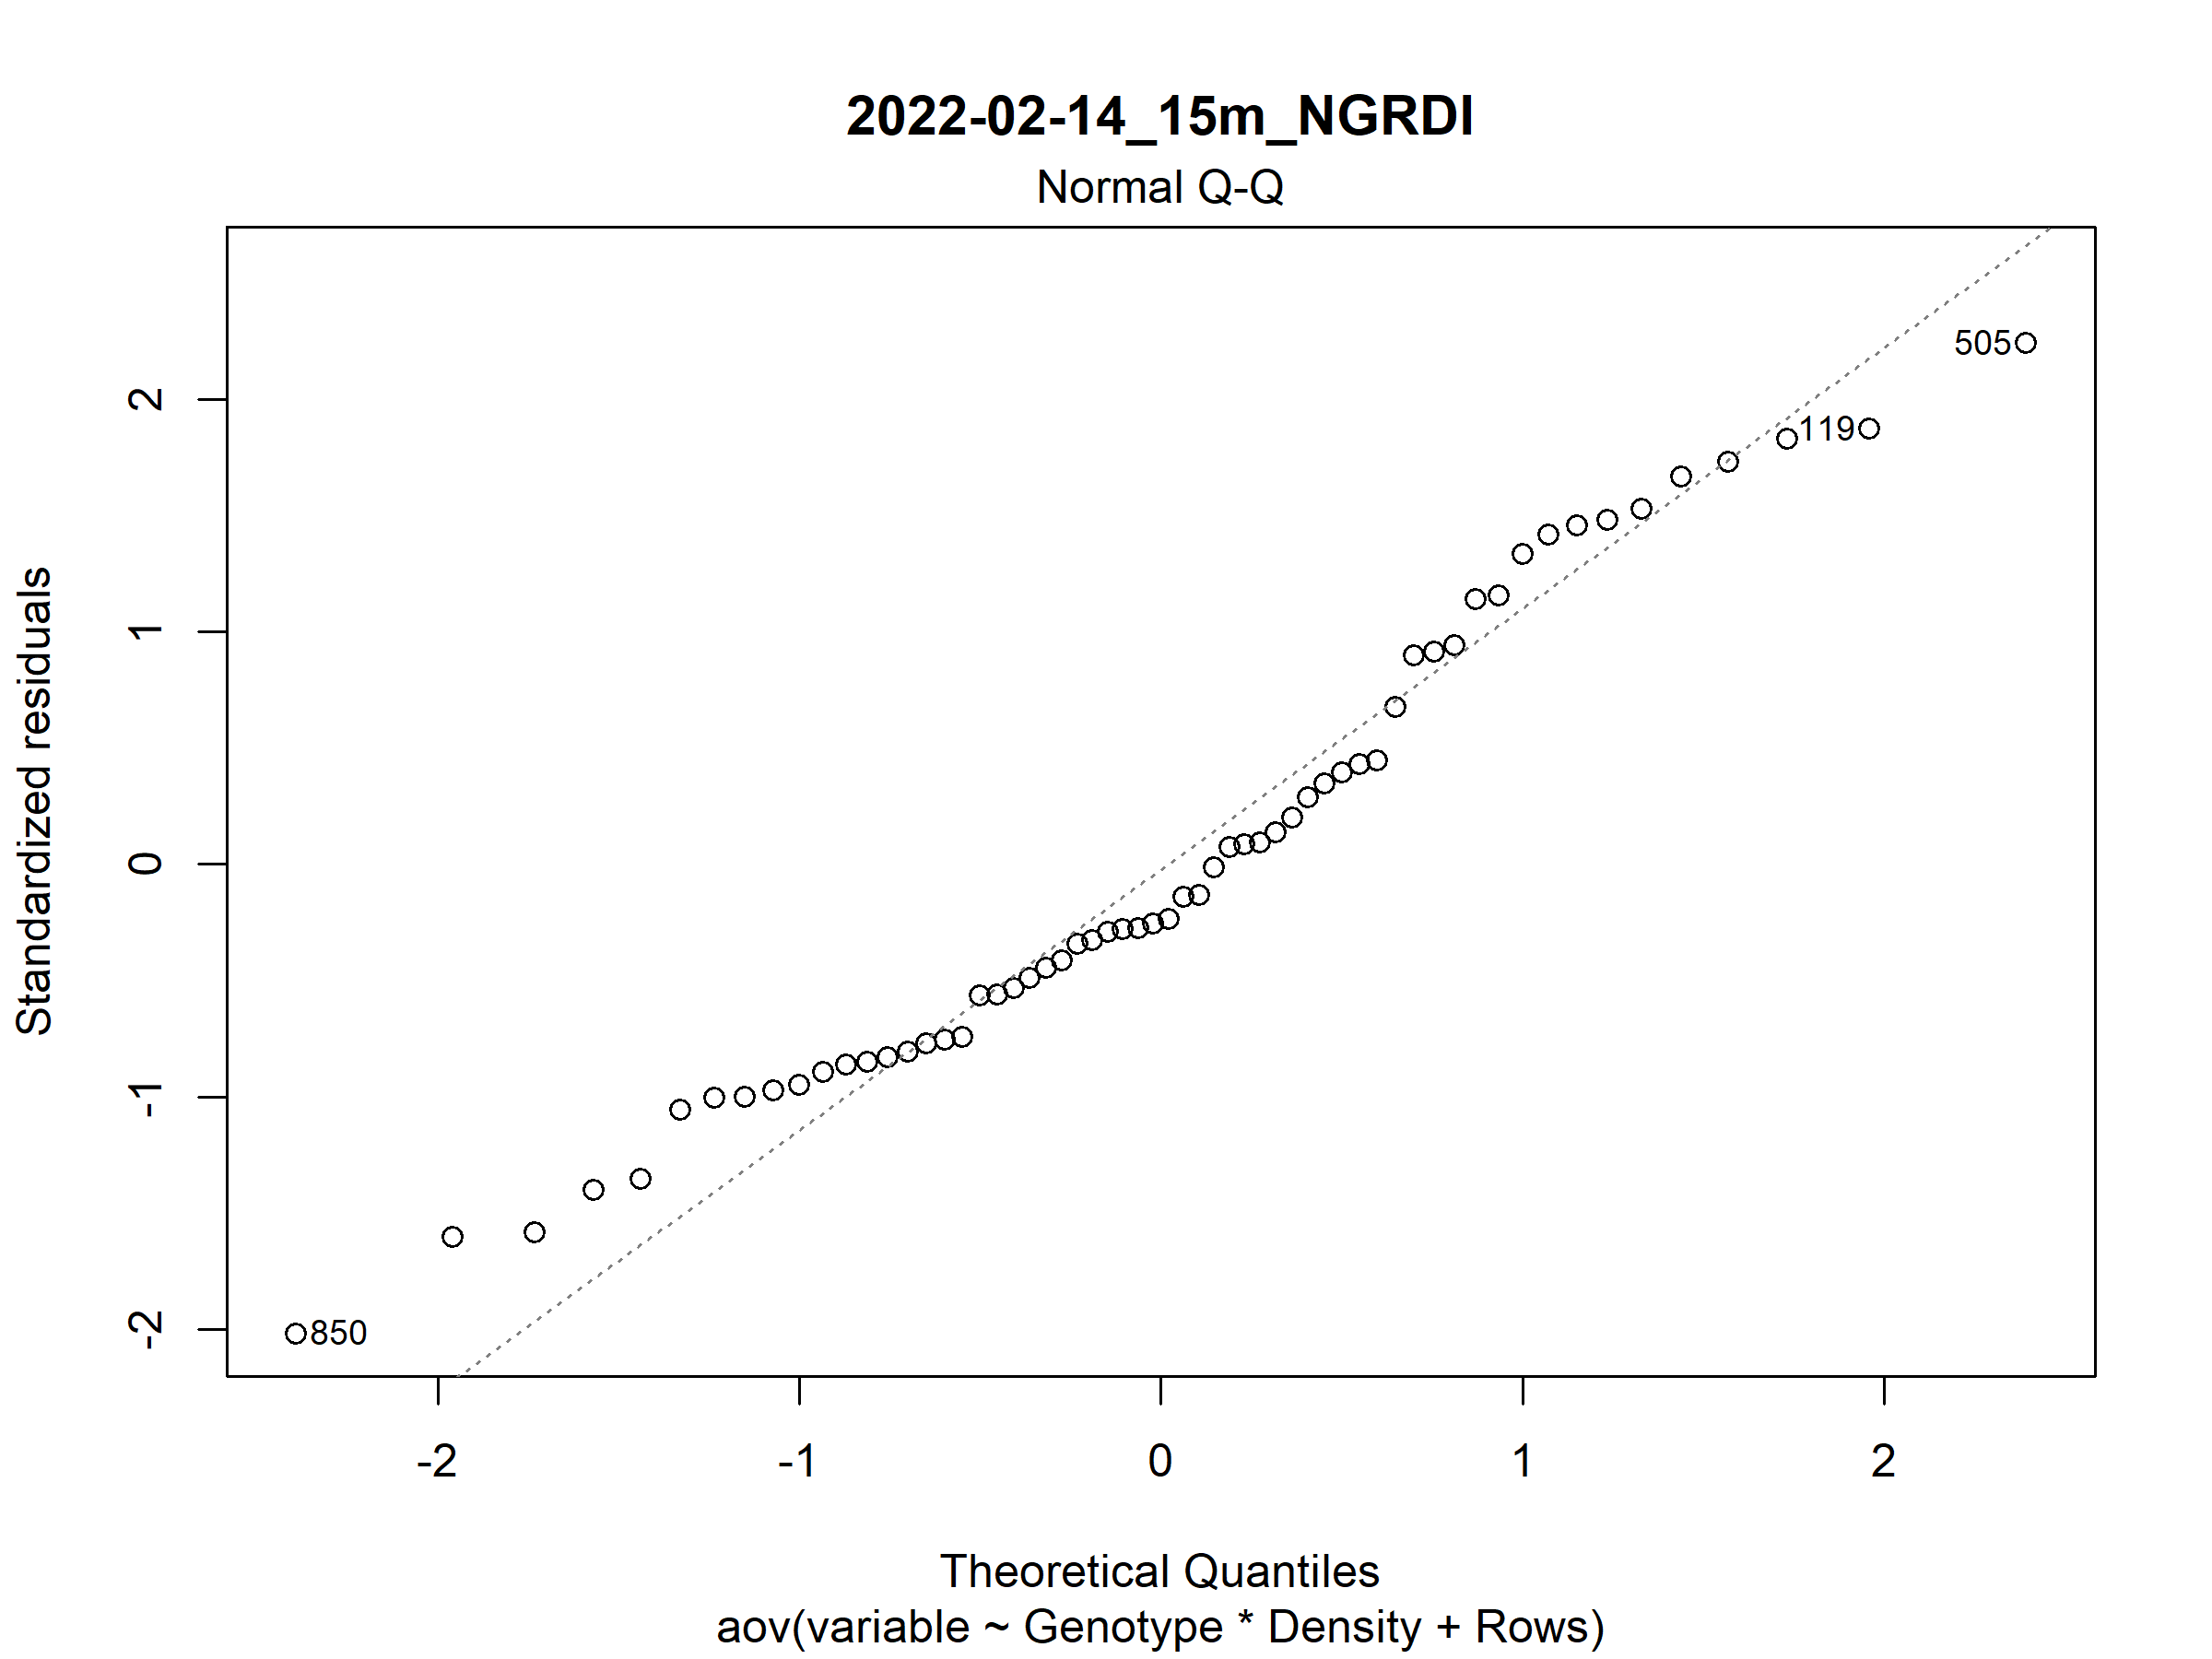 2022-02-14_15m_NGRDI
Normal Q-Q
Standardized residuals
2
1
0
-1
-2
505
119
850
-2
-1
0
1
2
Theoretical Quantiles
aov(variable ~ Genotype * Density + Rows)